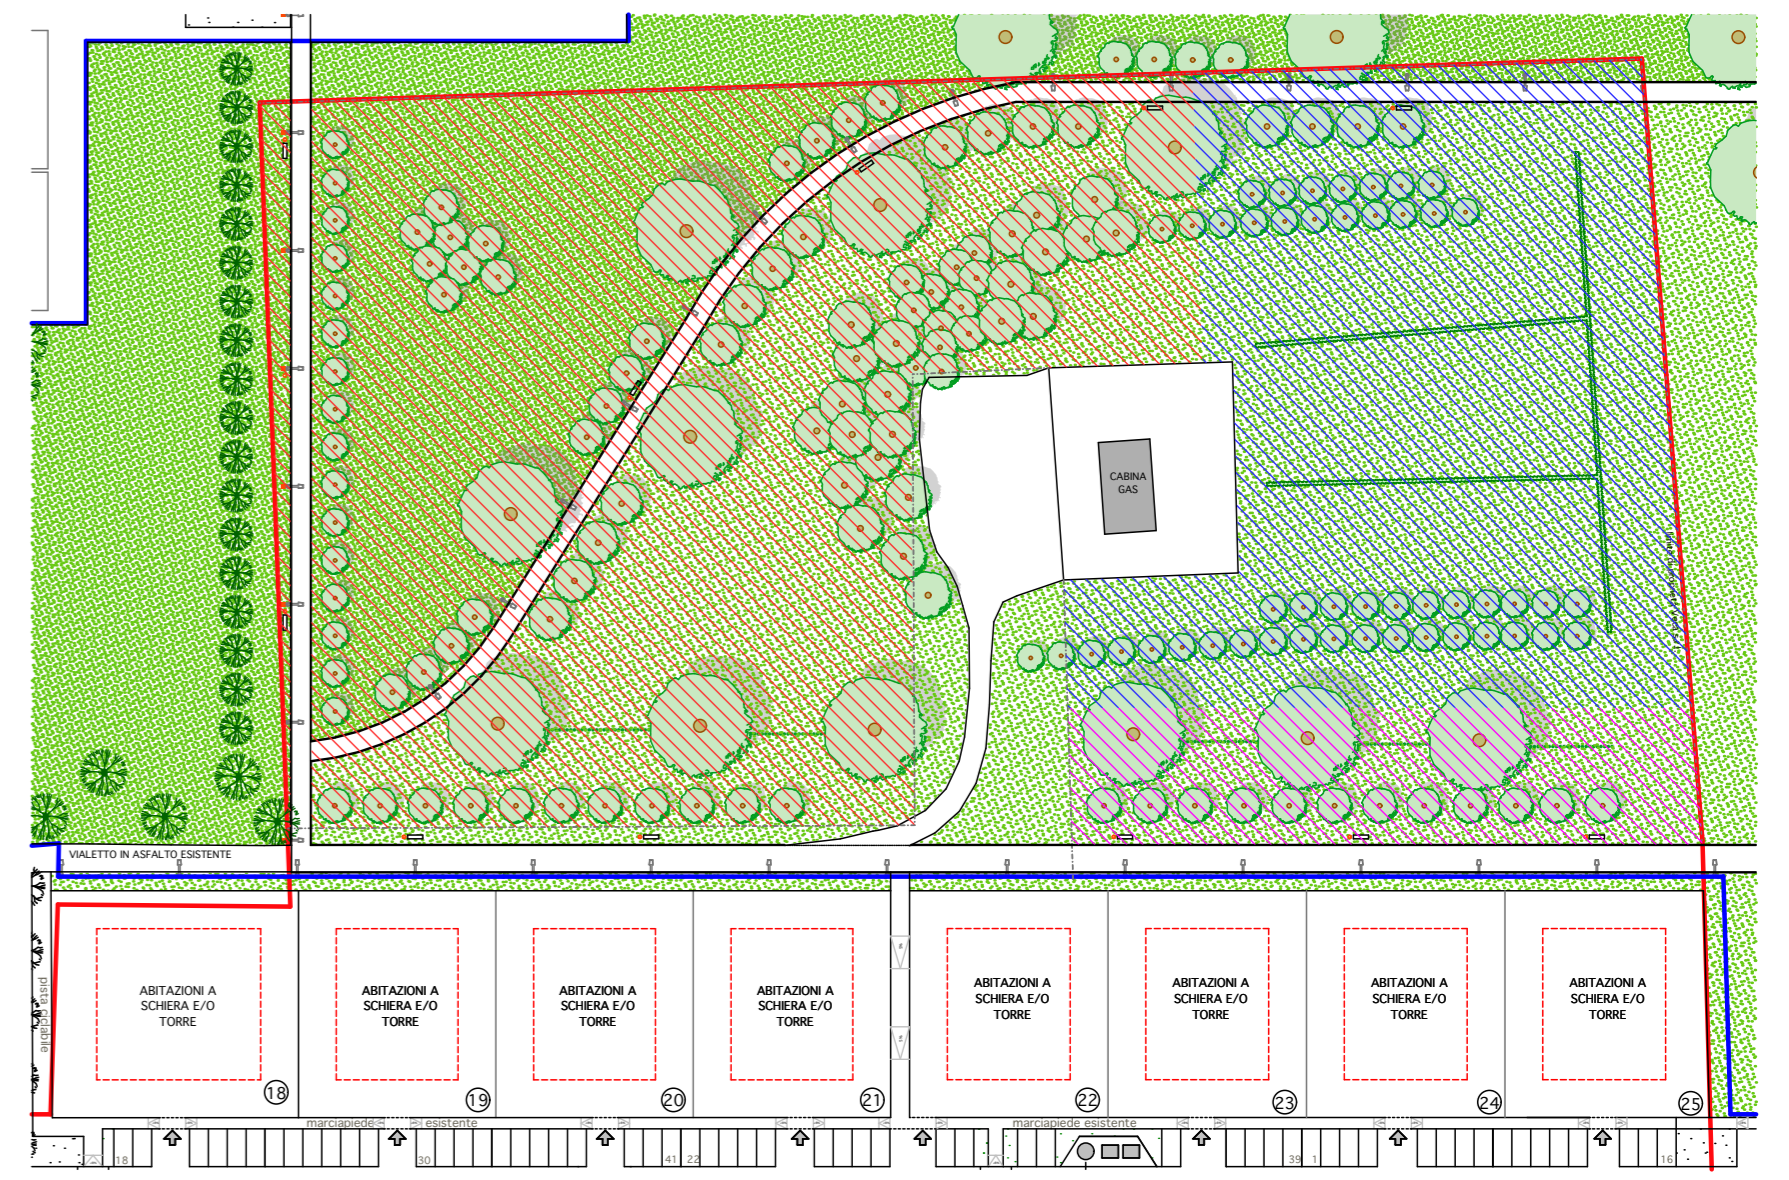 CABINA
GAS
VIALETTO IN ASFALTO ESISTENTE
pista ciclabile
ABITAZIONI A
SCHIERA E/O
TORRE
18
ABITAZIONI A
SCHIERA E/O
TORRE
19
ABITAZIONI A
SCHIERA E/O
TORRE
20
ABITAZIONI A
SCHIERA E/O
TORRE
21
ABITAZIONI A
SCHIERA E/O
TORRE
22
ABITAZIONI A
SCHIERA E/O
TORRE
23
ABITAZIONI A
SCHIERA E/O
TORRE
24
ABITAZIONI A
SCHIERA E/O
TORRE
25
marciapiede esistente
marciapiede esistente
18
30
41 22
39 1
16